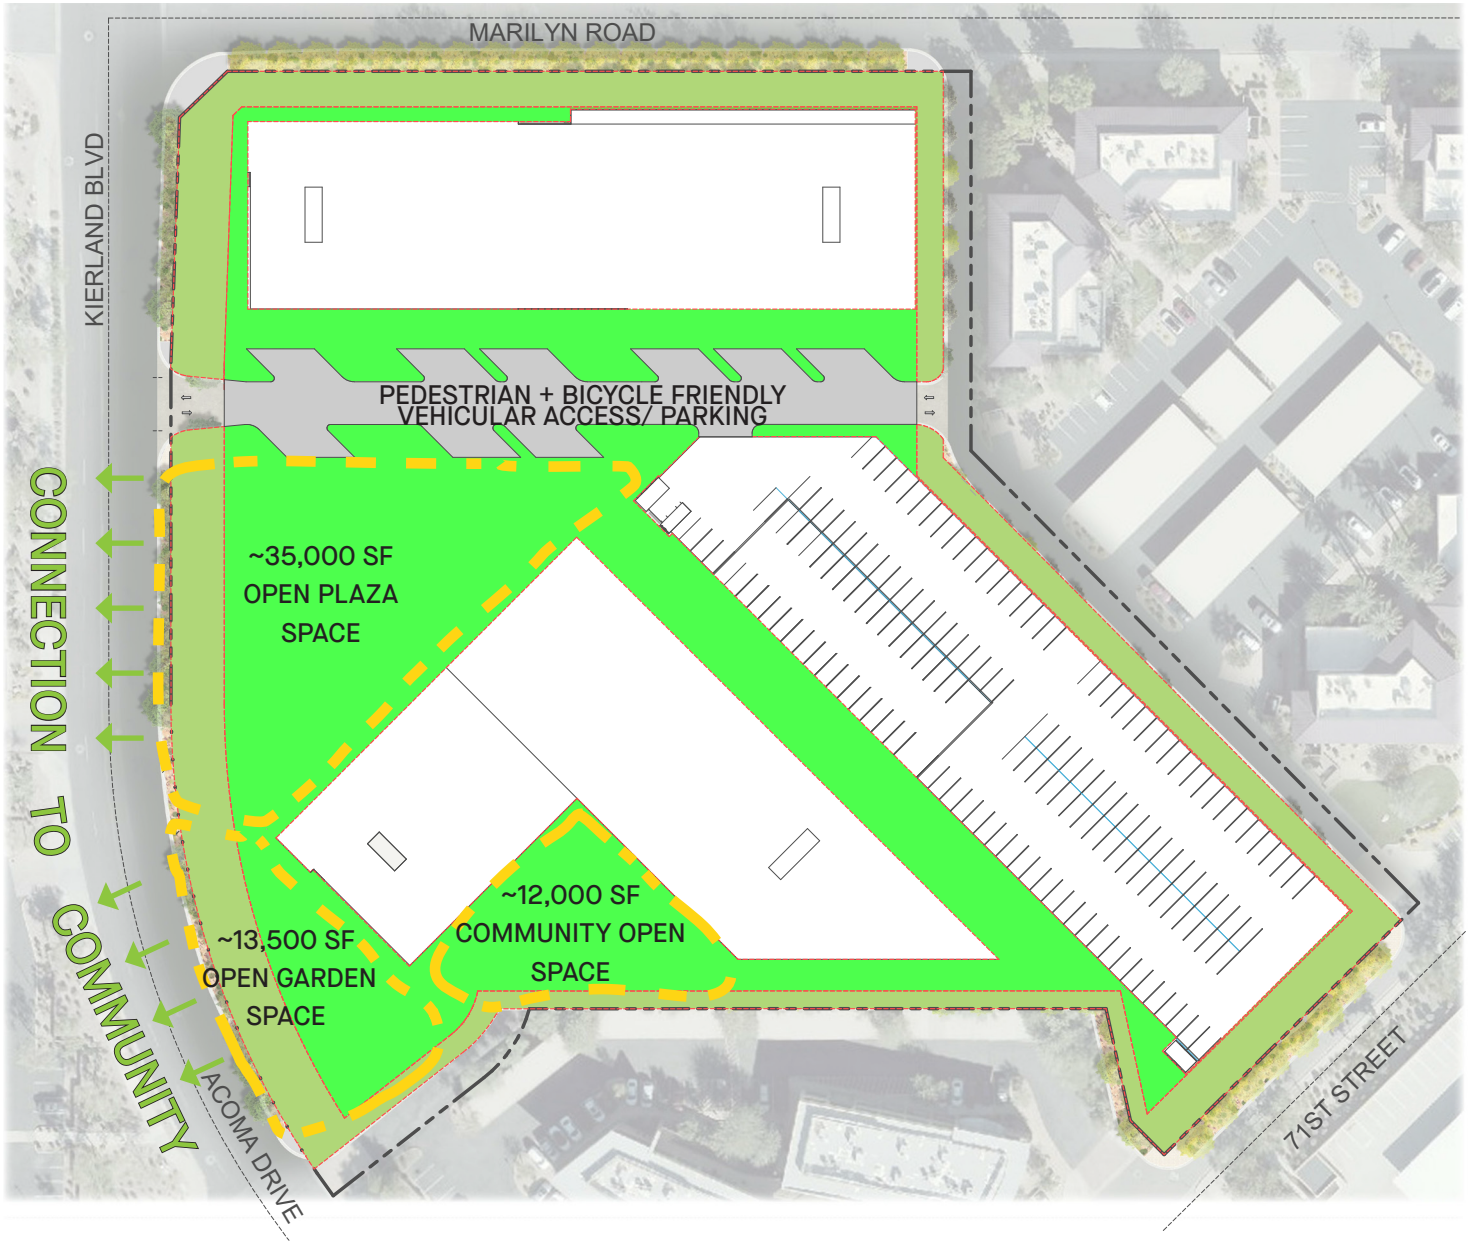 MARILYN ROAD
KIERLAND BLVD
PEDESTRIAN + BICYCLE FRIENDLY
VEHICULAR ACCESS/ PARKING
CONNECTION TO COMMUNITY
~35,000 SF
OPEN PLAZA
SPACE
~12,000 SF
COMMUNITY OPEN
SPACE
~13,500 SF
OPEN GARDEN
SPACE
ACOMA DRIVE
71ST STREET